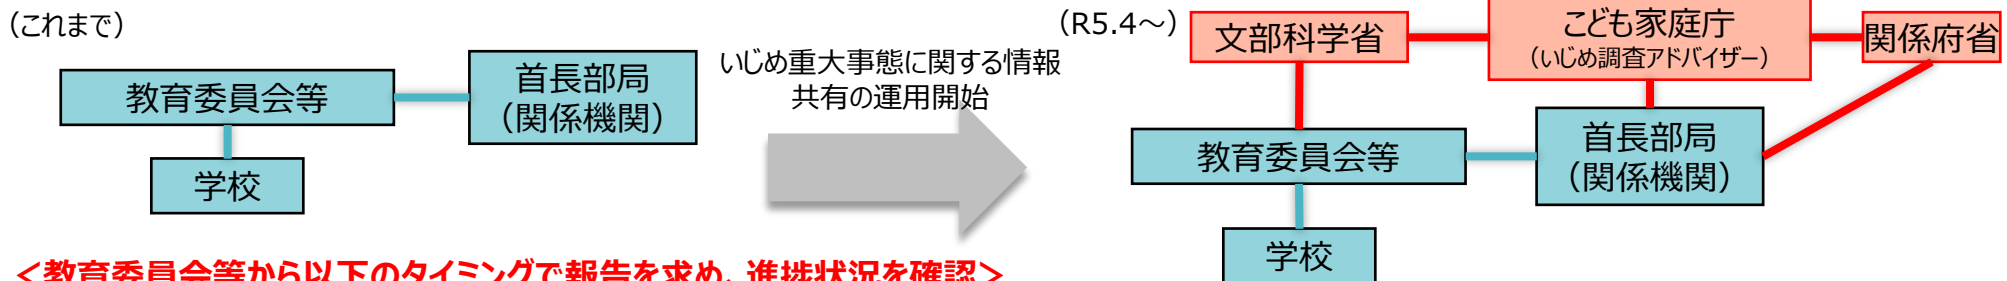 （これまで）
教育委員会等
首長部局
（関係機関）
学校
いじめ重大事態に関する情報
共有の運用開始
（R5.4～）
文部科学省
こども家庭庁
（いじめ調査アドバイザー）
関係府省
教育委員会等
首長部局
（関係機関）
学校
＜教育委員会等から以下のタイミングで報告を求め、進捗状況を確認＞